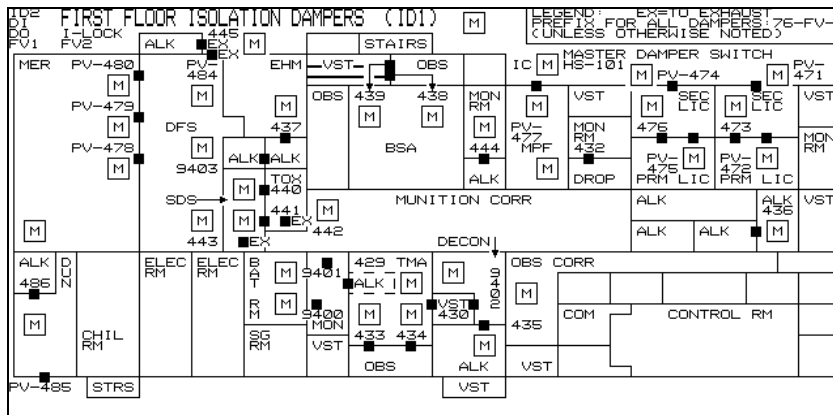 ID2 FIRST FLOOR ISOLATION DAMPERS (ID1) M LEGEND: EX=TO EXHAUST
DI PREFIX FOR ALL DAMPERS:76-FV-
DO I-LOCK 445 (UNLESS OTHERWISE NOTED)
FV1 FV2 ALK EX M STAIRS MASTER DAMPER SWITCH
EX
MER PV-480 PV-484 EHM VST OBS IC M HS-101 M PV-474 M PV-471
M M OBS 439 438 MON RM VST SEC LIC SEC LIC VST
PV-479 M M M M
M DFS 437 PV-477 MON RM 476 473 MON RM
PV-478 BSA 444 MPF 432 PV-475 M PV-472 M
M 9403 ALK ALK ALK M DROP PRM LIC PRM LIC
TOX
SDS M 440 MUNITION CORR ALK ALK VST
M 441 EX M 436
M 443 EX 442 DECON ALK ALK M
ALK DUN ELEC RM ELEC RM BAT RM M 9401 429 TMA M 9402 OBS CORR
486 ALK M M
M M 9400 M M VST 430 435 COM CONTROL RM
CHIL RM SG RM MON 433 434
VST M
OBS ALK VST
PV-485 STRS VST